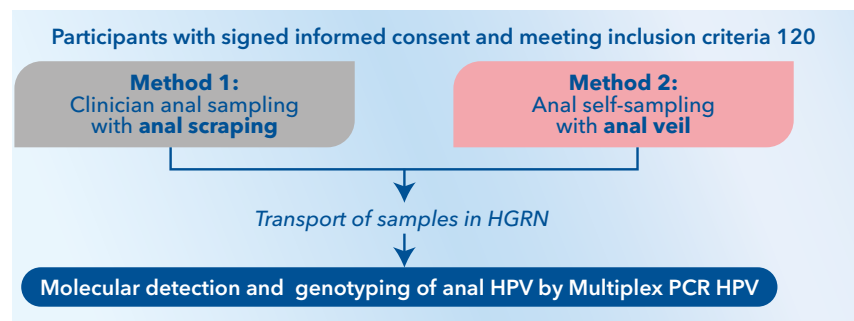 Participants with signed informed consent and meeting inclusion criteria 120
Method 1:
Clinician anal sampling
with anal scraping
Method 2:
Anal self-sampling
with anal veil
Transport of samples in HGRN
Molecular detection and genotyping of anal HPV by Multiplex PCR HPV